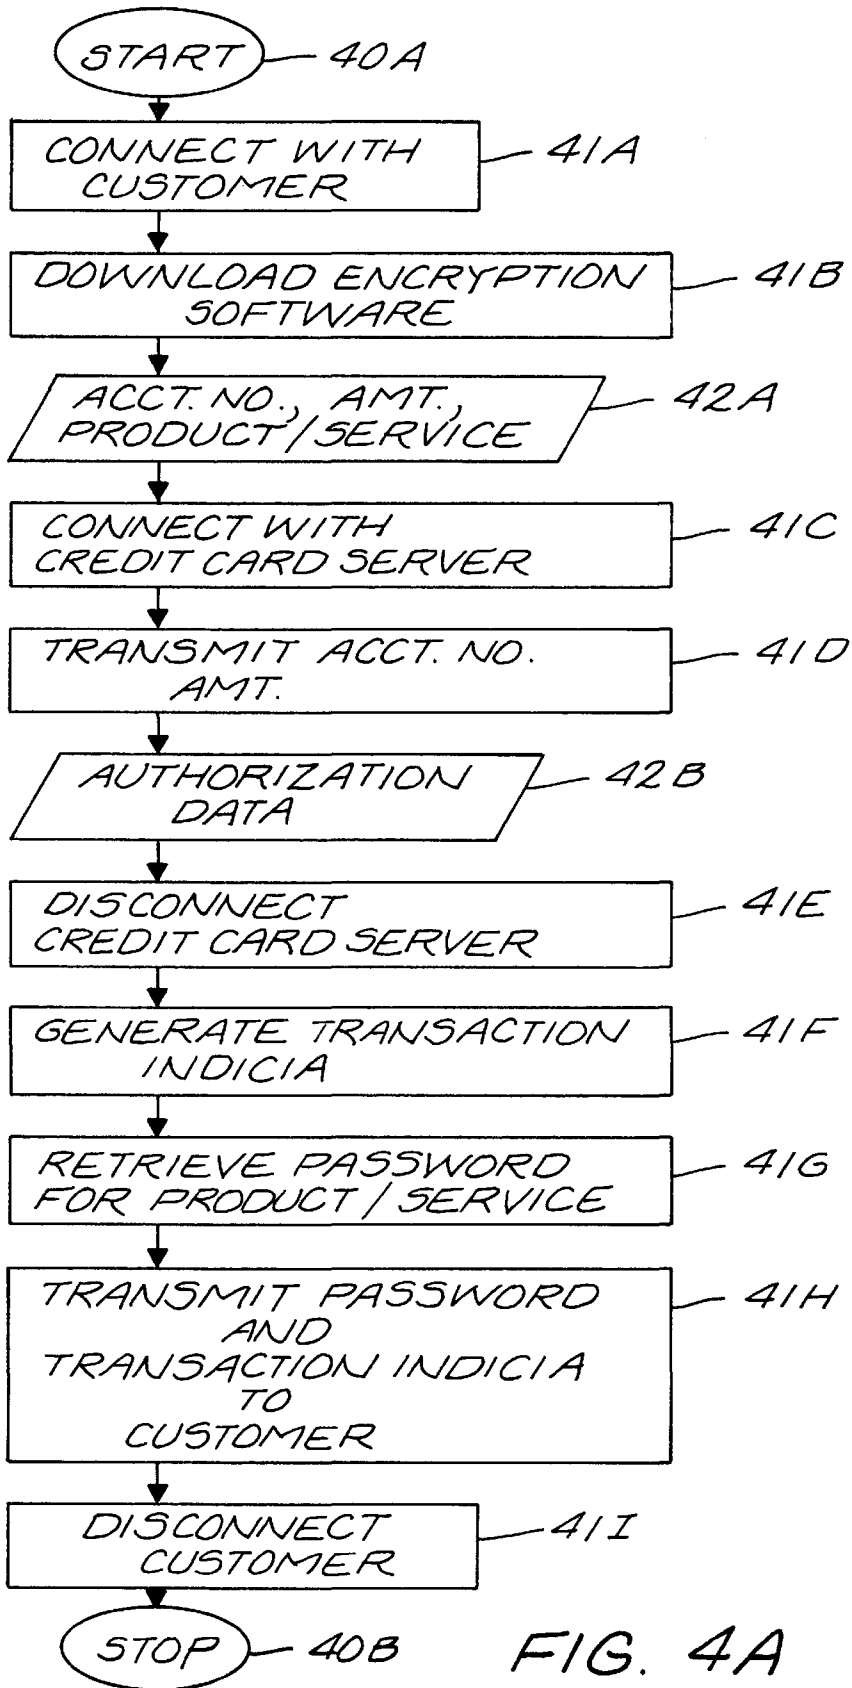 START 40A
CONNECT WITH
CUSTOMER
41A
DOWNLOAD ENCRYPTION
SOFTWARE
41B
ACCT. NO., AMT.,
PRODUCT/SERVICE
42A
CONNECT WITH
CREDIT CARD SERVER
41C
TRANSMIT ACCT. NO.
AMT.
41D
AUTHORIZATION
DATA
42B
DISCONNECT
CREDIT CARD SERVER
41E
GENERATE TRANSACTION
INDICIA
41F
RETRIEVE PASSWORD
FOR PRODUCT/SERVICE
41G
TRANSMIT PASSWORD
AND
TRANSACTION INDICIA
TO
CUSTOMER
41H
DISCONNECT
CUSTOMER
41I
STOP 40B
FIG. 4A